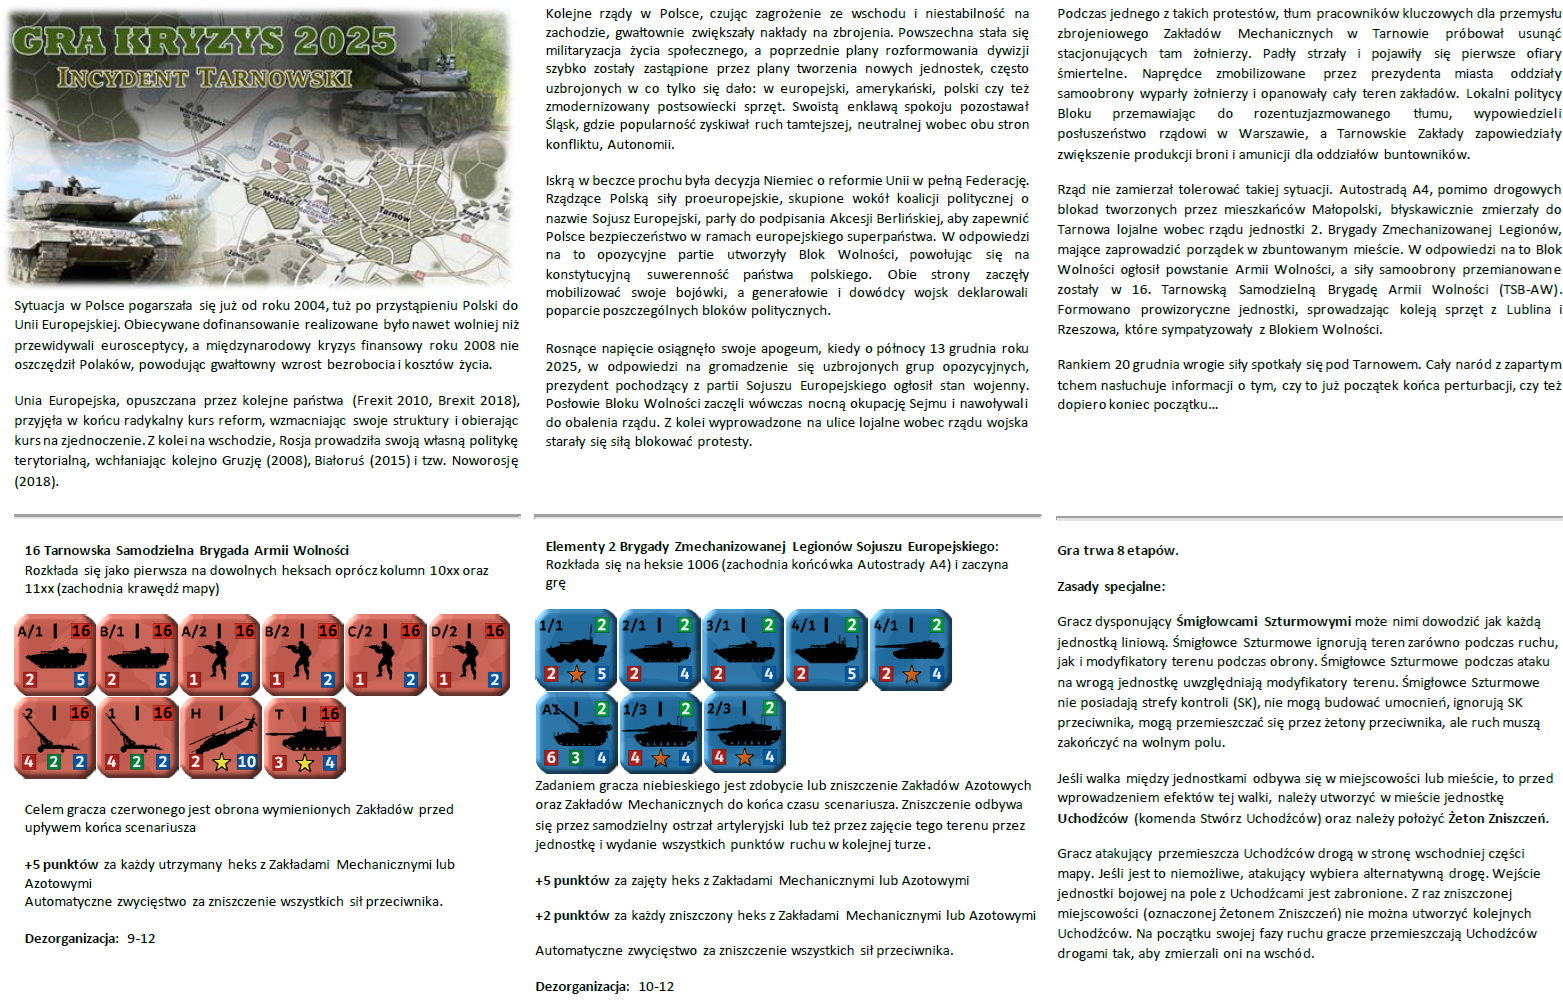 GRA KRYZYS 2025
INCYDENT TARNOWSKI
Zakłady Azotowe
Mościce
Tarnów
Sytuacja w Polsce pogarszała się już od roku 2004, tuż po przystąpieniu Polski do
Unii Europejskiej. Obiecywane dofinansowanie realizowane było nawet wolniej niż
przewidywali eurosceptycy, a międzynarodowy kryzys finansowy roku 2008 nie
oszczędził Polaków, powodując gwałtowny wzrost bezrobocia i kosztów życia.
Unia Europejska, opuszczana przez kolejne państwa (Frexit 2010, Brexit 2018),
przyjęła w końcu radykalny kurs reform, wzmacniając swoje struktury i obierając
kurs na zjednoczenie. Z kolei na wschodzie, Rosja prowadziła swoją własną politykę
terytorialną, wchłaniając kolejno Gruzję (2008), Białoruś (2015) i tzw. Noworosję
(2018).
Kolejne rządy w Polsce, czując zagrożenie ze wschodu i niestabilność na
zachodzie, gwałtownie zwiększały nakłady na zbrojenia. Powszechna stała się
militaryzacja życia społecznego, a poprzednie plany rozformowania dywizji
szybko zostały zastąpione przez plany tworzenia nowych jednostek, często
uzbrojonych w co tylko się dało: w europejski, amerykański, polski czy też
zmodernizowany postsowiecki sprzęt. Swoistą enklawą spokoju pozostawał
Śląsk, gdzie popularność zyskiwał ruch tamtejszej, neutralnej wobec obu stron
konfliktu, Autonomii.
Iskrą w beczce prochu była decyzja Niemiec o reformie Unii w pełną Federację.
Rządzące Polską siły proeuropejskie, skupione wokół koalicji politycznej o
nazwie Sojusz Europejski, parły do podpisania Akcesji Berlińskiej, aby zapewnić
Polsce bezpieczeństwo w ramach europejskiego superpaństwa. W odpowiedzi
na to opozycyjne partie utworzyły Blok Wolności, powołując się na
konstytucyjną suwerenność państwa polskiego. Obie strony zaczęły
mobilizować swoje bojówki, a generałowie i dowódcy wojsk deklarowali
poparcie poszczególnych bloków politycznych.
Rosnące napięcie osiągnęło swoje apogeum, kiedy o północy 13 grudnia roku
2025, w odpowiedzi na gromadzenie się uzbrojonych grup opozycyjnych,
prezydent pochodzący z partii Sojuszu Europejskiego ogłosił stan wojenny.
Posłowie Bloku Wolności zaczęli wówczas nocną okupację Sejmu i nawoływali
do obalenia rządu. Z kolei wyprowadzone na ulice lojalne wobec rządu wojska
starały się siłą blokować protesty.
Podczas jednego z takich protestów, tłum pracowników kluczowych dla przemysłu
zbrojeniowego Zakładów Mechanicznych w Tarnowie próbował usunąć
stacjonujących tam żołnierzy. Padły strzały i pojawiły się pierwsze ofiary
śmiertelne. Naprędce zmobilizowane przez prezydenta miasta oddziały
samoobrony wyparły żołnierzy i opanowały cały teren zakładów. Lokalni politycy
Bloku przemawiając do rozentuzjazmowanego tłumu, wypowiedzieli
posłuszeństwo rządowi w Warszawie, a Tarnowskie Zakłady zapowiedziały
zwiększenie produkcji broni i amunicji dla oddziałów buntowników.
Rząd nie zamierzał tolerować takiej sytuacji. Autostradą A4, pomimo drogowych
blokad tworzonych przez mieszkańców Małopolski, błyskawicznie zmierzały do
Tarnowa lojalne wobec rządu jednostki 2. Brygady Zmechanizowanej Legionów,
mające zaprowadzić porządek w zbuntowanym mieście. W odpowiedzi na to Blok
Wolności ogłosił powstanie Armii Wolności, a siły samoobrony przemianowane
zostały w 16. Tarnowską Samodzielną Brygadę Armii Wolności (TSB-AW).
Formowano prowizoryczne jednostki, sprowadzając koleją sprzęt z Lublina i
Rzeszowa, które sympatyzowały z Blokiem Wolności.
Rankiem 20 grudnia wrogie siły spotkały się pod Tarnowem. Cały naród z zapartym
tchem nasłuchuje informacji o tym, czy to już początek końca perturbacji, czy też
dopiero koniec początku...
16 Tarnowska Samodzielna Brygada Armii Wolności
Rozkłada się jako pierwsza na dowolnych heksach oprócz kolumn 10xx oraz
11xx (zachodnia krawędź mapy)
A/1 I 16 B/1 I 16 A/2 I 16 B/2 I 16 C/2 I 16 D/2 I 16
2 5 2 5 1 2 1 2 1 2 1 2
2 I 16 1 I 16 H I T I 16
4 2 2 4 2 2 2 10 3 4
Celem gracza czerwonego jest obrona wymienionych Zakładów przed
upływem końca scenariusza
+5 punktów za każdy utrzymany heks z Zakładami Mechanicznymi lub
Azotowymi
Automatyczne zwycięstwo za zniszczenie wszystkich sił przeciwnika.
Dezorganizacja: 9-12
Elementy 2 Brygady Zmechanizowanej Legionów Sojuszu Europejskiego:
Rozkłada się na heksie 1006 (zachodnia końcówka Autostrady A4) i zaczyna
grę
1/1 I 2 2/1 I 2 3/1 I 2 4/1 I 2 4/1 I 2
2 5 2 4 2 4 2 5 2 4
A1 I 2 1/3 I 2 2/3 I 2
6 3 4 4 4 4 4
Zadaniem gracza niebieskiego jest zdobycie lub zniszczenie Zakładów Azotowych
oraz Zakładów Mechanicznych do końca czasu scenariusza. Zniszczenie odbywa
się przez samodzielny ostrzał artyleryjski lub też przez zajęcie tego terenu przez
jednostkę i wydanie wszystkich punktów ruchu w kolejnej turze.
+5 punktów za zajęty heks z Zakładami Mechanicznymi lub Azotowymi
+2 punktów za każdy zniszczony heks z Zakładami Mechanicznymi lub Azotowymi
Automatyczne zwycięstwo za zniszczenie wszystkich sił przeciwnika.
Dezorganizacja: 10-12
Gra trwa 8 etapów.
Zasady specjalne:
Gracz dysponujący Śmigłowcami Szturmowymi może nimi dowodzić jak każdą
jednostką liniową. Śmigłowce Szturmowe ignorują teren zarówno podczas ruchu,
jak i modyfikatory terenu podczas obrony. Śmigłowce Szturmowe podczas ataku
na wrogą jednostkę uwzględniają modyfikatory terenu. Śmigłowce Szturmowe
nie posiadają strefy kontroli (SK), nie mogą budować umocnień, ignorują SK
przeciwnika, mogą przemieszczać się przez żetony przeciwnika, ale ruch muszą
zakończyć na wolnym polu.
Jeśli walka między jednostkami odbywa się w miejscowości lub mieście, to przed
wprowadzeniem efektów tej walki, należy utworzyć w mieście jednostkę
Uchodźców (komenda Stwórz Uchodźców) oraz należy położyć Żeton Zniszczeń.
Gracz atakujący przemieszcza Uchodźców drogą w stronę wschodniej części
mapy. Jeśli jest to niemożliwe, atakujący wybiera alternatywną drogę. Wejście
jednostki bojowej na pole z Uchodźcami jest zabronione. Z raz zniszczonej
miejscowości (oznaczonej Żetonem Zniszczeń) nie można utworzyć kolejnych
Uchodźców. Na początku swojej fazy ruchu gracze przemieszczają Uchodźców
drogami tak, aby zmierzali oni na wschód.